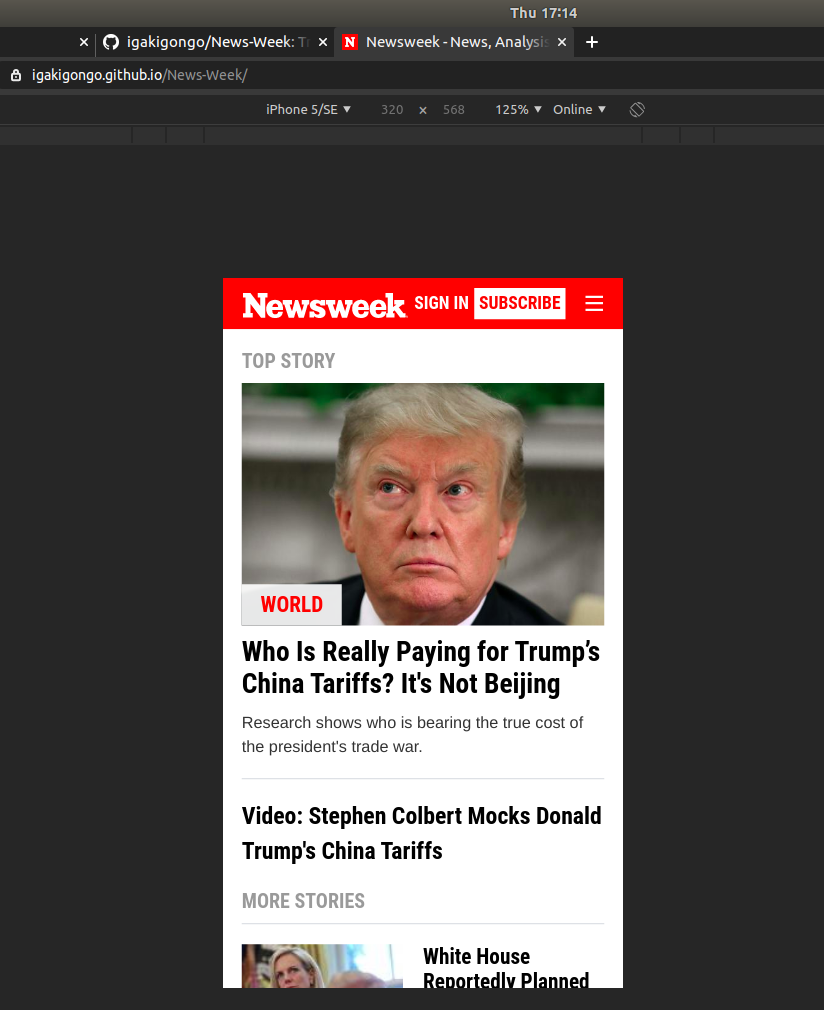 Thu 17:14
igakigongo/News-Week: Tr
Newsweek - News, Analysis
igakigongo.github.io/News-Week/
iPhone 5/SE ▼ 320 × 568 125% ▼ Online ▼
Newsweek SIGN IN SUBSCRIBE
TOP STORY
WORLD
Who Is Really Paying for Trump’s
China Tariffs? It's Not Beijing
Research shows who is bearing the true cost of
the president's trade war.
Video: Stephen Colbert Mocks Donald
Trump's China Tariffs
MORE STORIES
White House
Reportedly Planned